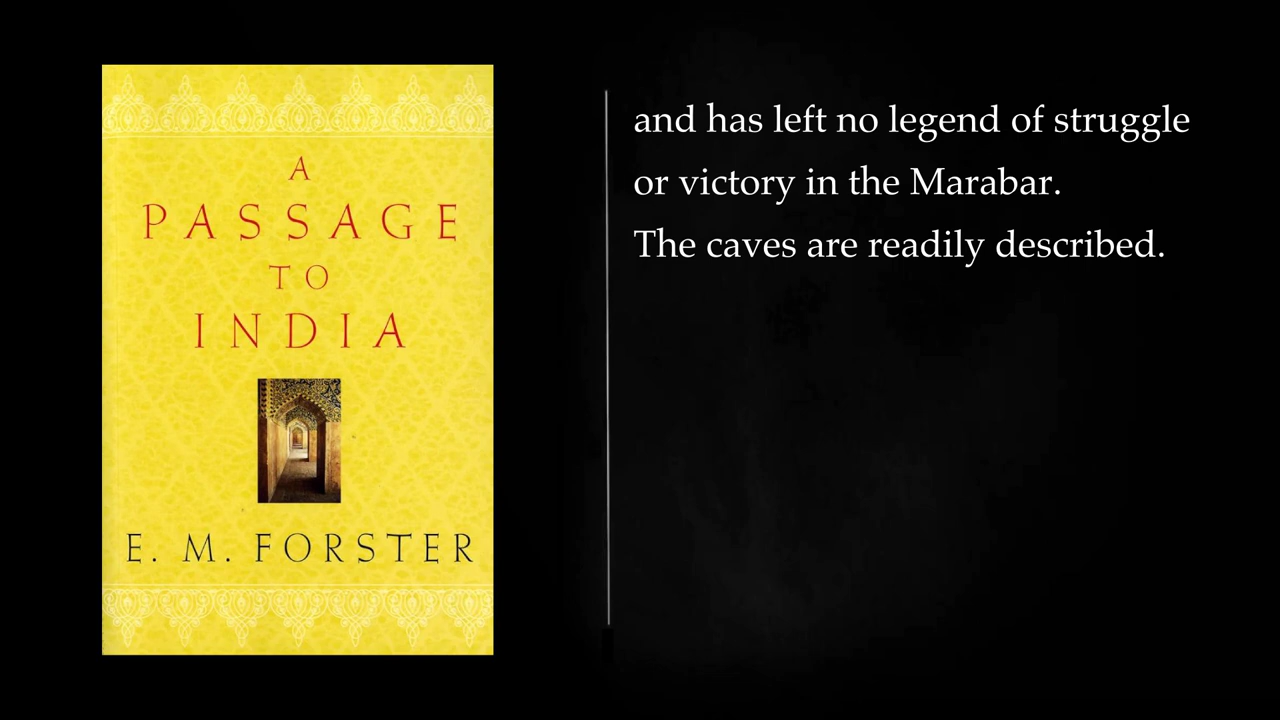 A
PASSAGE
TO
INDIA
E. M. FORSTER
and has left no legend of struggle
or victory in the Marabar.
The caves are readily described.